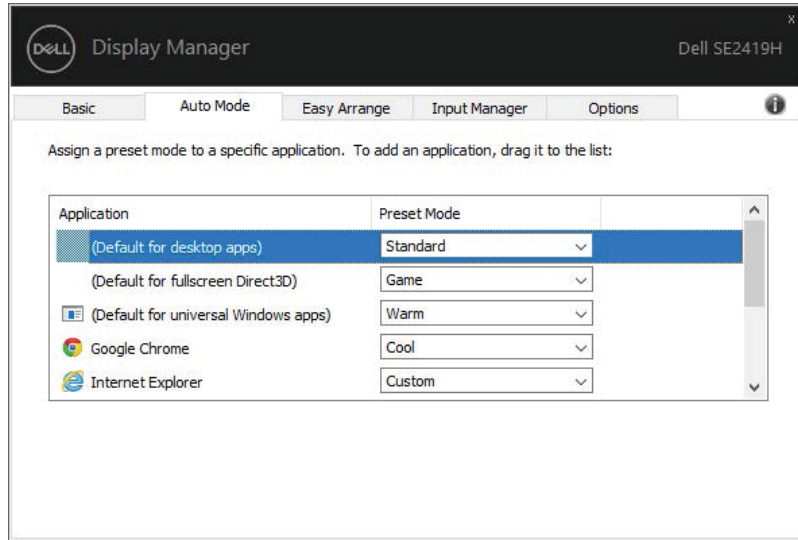 x
DELL Display Manager Dell SE2419H
Basic Auto Mode Easy Arrange Input Manager Options i
Assign a preset mode to a specific application. To add an application, drag it to the list:
Application Preset Mode
(Default for desktop apps) Standard
(Default for fullscreen Direct3D) Game
(Default for universal Windows apps) Warm
Google Chrome Cool
Internet Explorer Custom